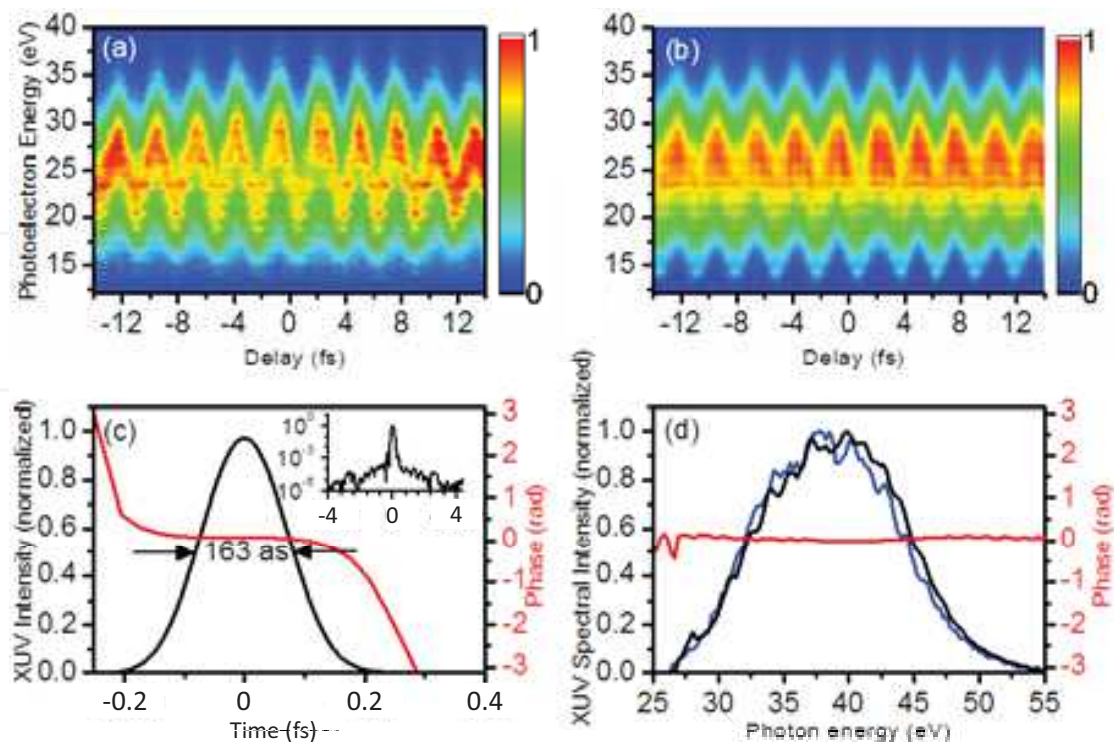 (a)
Photoelectron Energy (eV)
40
35
30
25
20
15
-12 -8 -4 0 4 8 12
Delay (fs)
1
0
(b)
40
35
30
25
20
15
-12 -8 -4 0 4 8 12
Delay (fs)
1
0
(c)
XUV Intensity (normalized)
1.0
0.8
0.6
0.4
0.2
0.0
-0.2 0 0.2 0.4
Time (fs)
163 as
10^0
-4 0 4
3
2
1
0
-1
-2
-3
Phase (rad)
(d)
XUV Spectral Intensity (normalized)
1.0
0.8
0.6
0.4
0.2
0.0
25 30 35 40 45 50 55
Photon energy (eV)
3
2
1
0
-1
-2
-3
Phase (rad)